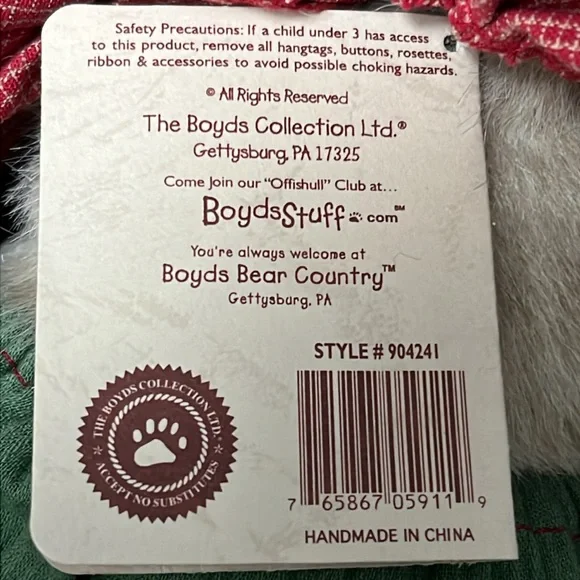 Safety Precautions: If a child under 3 has access
to this product, remove all hangtags, buttons, rosettes,
ribbon & accessories to avoid possible choking hazards.
© All Rights Reserved
The Boyds Collection Ltd.®
Gettysburg, PA 17325
Come Join our "Offishull" Club at...
BoydsStuff.com℠
You're always welcome at
Boyds Bear Country™
Gettysburg, PA
STYLE # 904241
THE BOYDS COLLECTION LTD.
ACCEPT NO SUBSTITUTES
7 65867 05911 9
HANDMADE IN CHINA